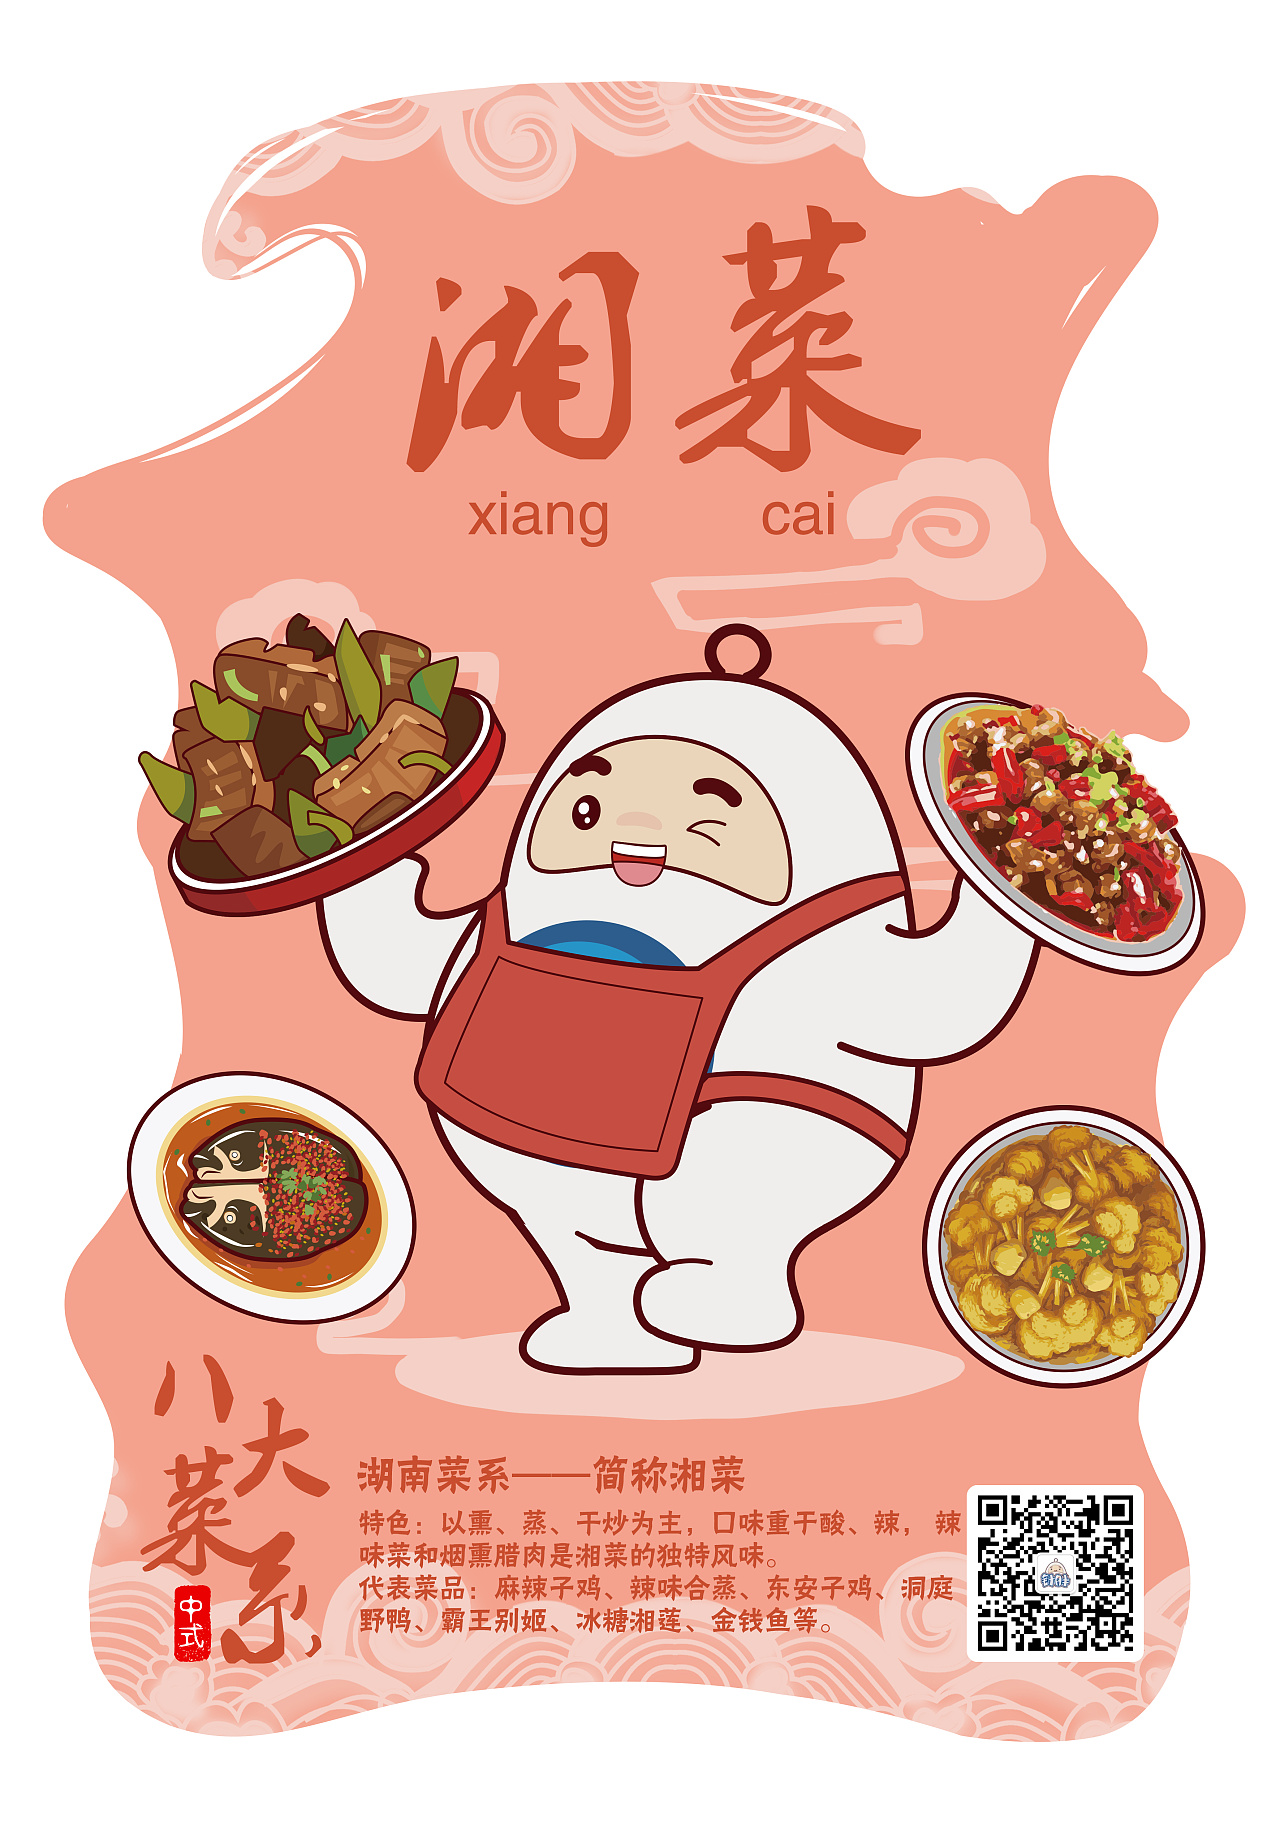 湘菜
xiang cai
八大菜系
中式
湖南菜系——简称湘菜
特色：以熏、蒸、干炒为主，口味重干酸、辣， 辣
味菜和烟熏腊肉是湘菜的独特风味。
代表菜品：麻辣子鸡、辣味合蒸、东安子鸡、洞庭
野鸭、霸王别姬、冰糖湘莲、金钱鱼等。